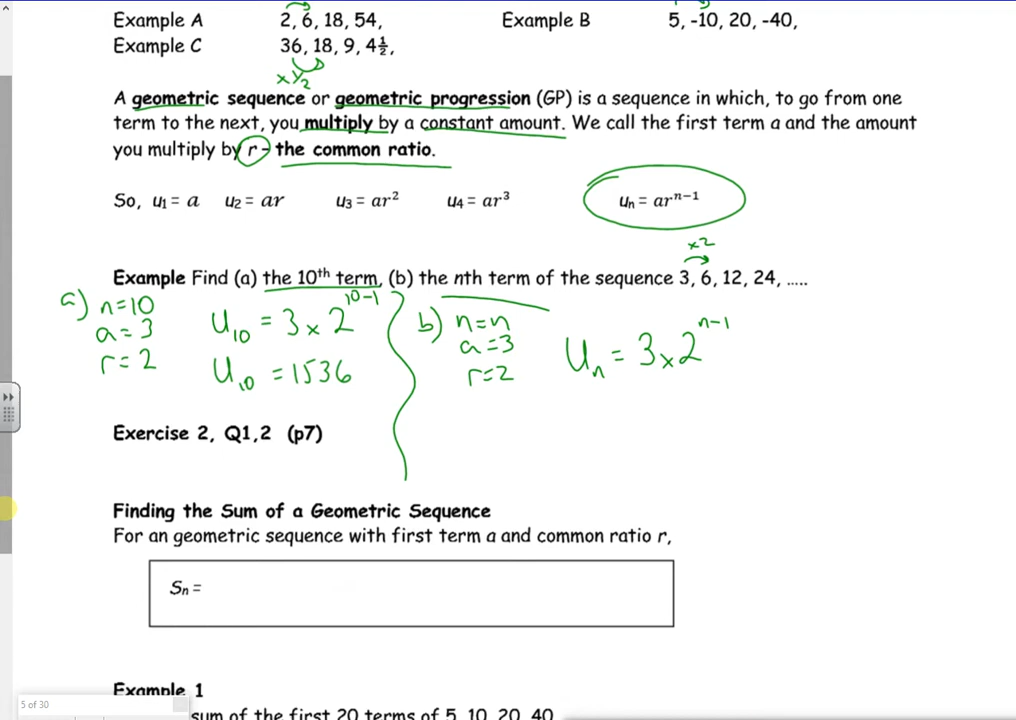 Example A 2, 6, 18, 54, Example B 5, -10, 20, -40,
Example C 36, 18, 9, 4½,
x ½
A geometric sequence or geometric progression (GP) is a sequence in which, to go from one
term to the next, you multiply by a constant amount. We call the first term a and the amount
you multiply by r - the common ratio.
So, u₁ = a u₂ = ar u₃ = ar² u₄ = ar³ uₙ = arⁿ⁻¹
x2
Example Find (a) the 10ᵗʰ term, (b) the nth term of the sequence 3, 6, 12, 24, .....
a) n=10
a=3
r=2
U₁₀ = 3 x 2¹⁰⁻¹
U₁₀ = 1536
b) n=n
a=3
r=2
Uₙ = 3 x 2ⁿ⁻¹
Exercise 2, Q1,2 (p7)
Finding the Sum of a Geometric Sequence
For an geometric sequence with first term a and common ratio r,
Sₙ =
Example 1
5 of 30
sum of the first 20 terms of 5, 10, 20, 40